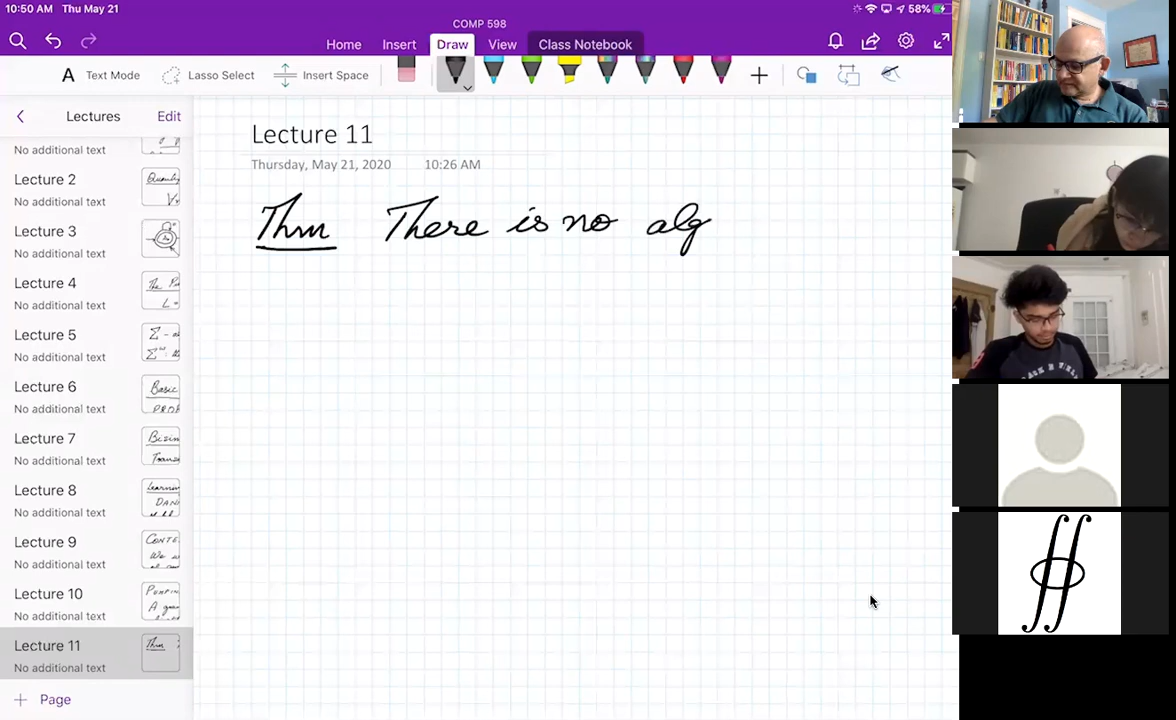 10:50 AM Thu May 21
58%
COMP 598
Home Insert Draw View Class Notebook
A Text Mode Lasso Select Insert Space
Lectures Edit
No additional text
Lecture 2
No additional text
Lecture 3
No additional text
Lecture 4
No additional text
Lecture 5
No additional text
Lecture 6
No additional text
Lecture 7
No additional text
Lecture 8
No additional text
Lecture 9
No additional text
Lecture 10
No additional text
Lecture 11
No additional text
+ Page
Lecture 11
Thursday, May 21, 2020 10:26 AM
Thm There is no alg
∯